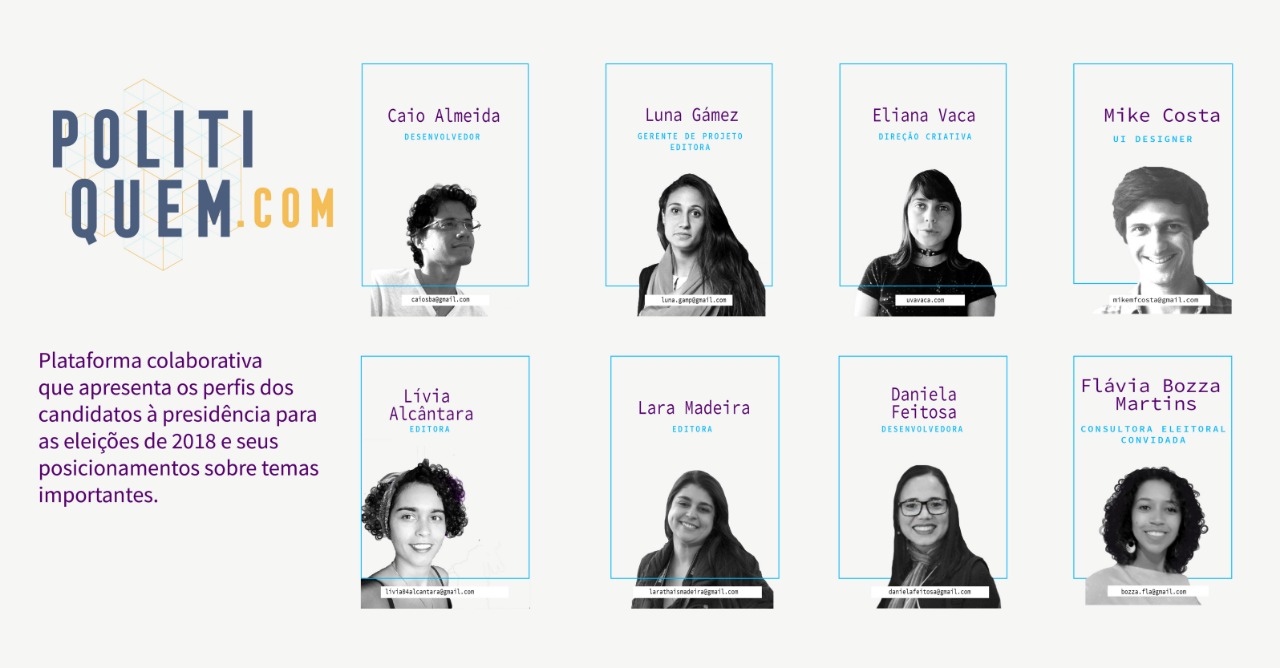 POLITI
QUEM.COM
Plataforma colaborativa
que apresenta os perfis dos
candidatos à presidência para
as eleições de 2018 e seus
posicionamentos sobre temas
importantes.
Caio Almeida
DESENVOLVEDOR
caiosba@gmail.com
Luna Gámez
GERENTE DE PROJETO
EDITORA
luna.gamp@gmail.com
Eliana Vaca
DIREÇÃO CRIATIVA
uvavaca.com
Mike Costa
UI DESIGNER
mikemfcosta@gmail.com
Lívia
Alcântara
EDITORA
livia84alcantara@gmail.com
Lara Madeira
EDITORA
larathaismadeira@gmail.com
Daniela
Feitosa
DESENVOLVEDORA
danielafeitosa@gmail.com
Flávia Bozza
Martins
CONSULTORA ELEITORAL
CONVIDADA
bozza.fla@gmail.com